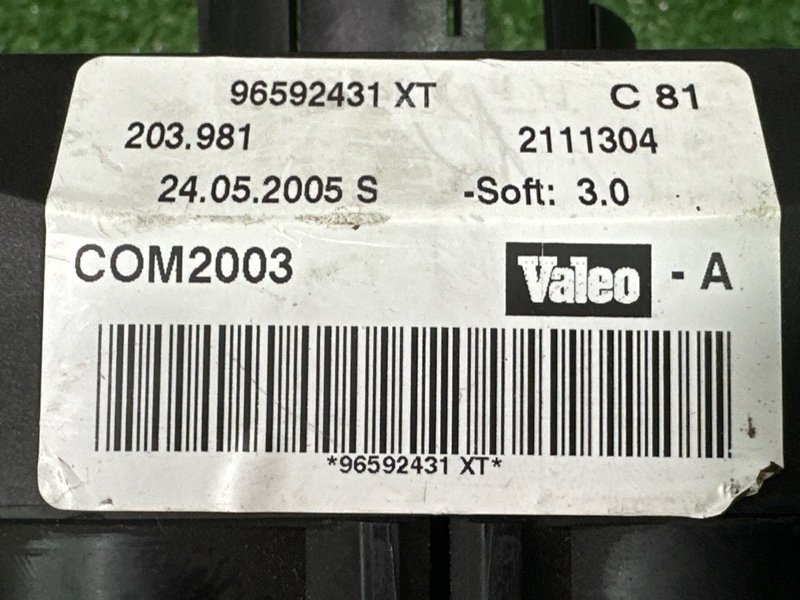 96592431 XT C 81
203.981 2111304
24.05.2005 S -Soft: 3.0
COM2003 Valeo - A
*96592431 XT*